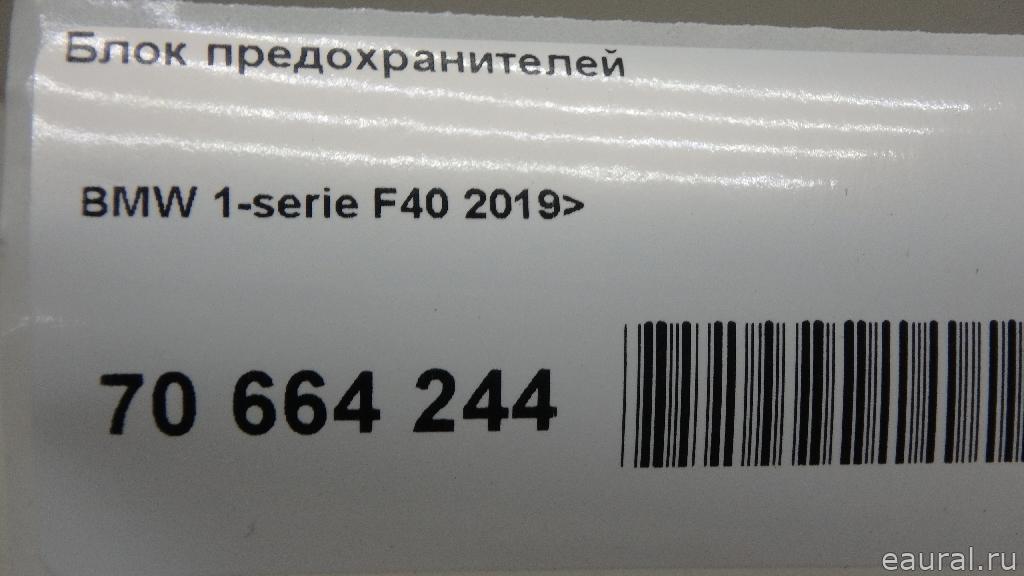 Блок предохранителей
BMW 1-serie F40 2019>
70 664 244
eaural.ru